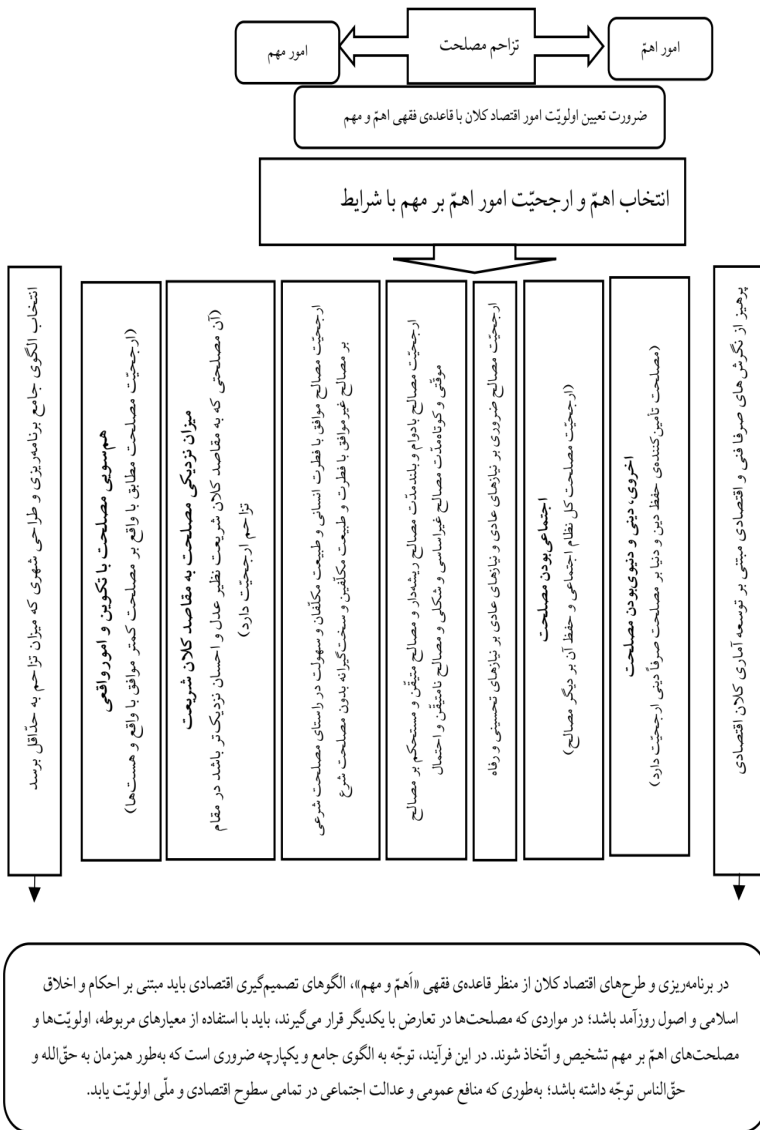 امور اهمّ
تزاحم مصلحت
امور مهم
ضرورت تعیین اولویّت امور اقتصاد کلان با قاعده‌ی فقهی اهمّ و مهم
انتخاب اهمّ و ارجحیّت امور اهمّ بر مهم با شرایط
پرهیز از نگرش‌های صرفا فنی و اقتصادی مبتنی بر توسعه آماری کلان اقتصادی
اخروی، دینی و دنیوی‌بودن مصلحت
(مصلحت تامین‌کننده‌ی حفظ دین و دنیا بر مصلحت صرفاً دینی ارجحیّت دارد)
اجتماعی‌بودن مصلحت
(ارجحیّت مصلحت کل نظام اجتماعی و حفظ آن بر دیگر مصالح)
ارجحیّت مصالح ضروری بر نیازهای عادی و نیازهای عادی بر نیازهای تحسینی و رفاه
ارجحیّت مصالح بادوام و بلندمدّت مصالح ریشه‌دار و مصالح متیقّن و مستحکم بر مصالح
موقّتی و کوتاه‌مدّت مصالح غیراساسی و شکلی و مصالح نامتیقّن و احتمال
ارجحیّت مصالح موافق با فطرت انسانی و طبیعت مکلّفان و سهولت در راستای مصلحت شرعی
بر مصالح غیرموافق با فطرت و طبیعت مکلّفین و سخت‌گیرانه بدون مصلحت شرع
میزان نزدیکی مصلحت به مقاصد کلان شریعت
(آن مصلحتی که به مقاصد کلان شریعت نظیر عدل و احسان نزدیک‌تر باشد در مقام
تزاحم ارجحیّت دارد)
هم‌سویی مصلحت با تکوین و امور واقعی
(ارجحیّت مصلحت مطابق با واقع بر مصلحت کمتر موافق با واقع و هست‌ها)
انتخاب الگوی جامع برنامه‌ریزی و طراحی شهری که میزان تزاحم به حدّاقل برسد
در برنامه‌ریزی و طرح‌های اقتصاد کلان از منظر قاعده‌ی فقهی «اَهمّ و مهم»، الگوهای تصمیم‌گیری اقتصادی باید مبتنی بر احکام و اخلاق
اسلامی و اصول روزآمد باشد؛ در مواردی که مصلحت‌ها در تعارض با یکدیگر قرار می‌گیرند، باید با استفاده از معیارهای مربوطه، اولویّت‌ها و
مصلحت‌های اهمّ بر مهم تشخیص و اتّخاذ شوند. در این فرآیند، توجّه به الگوی جامع و یکپارچه ضروری است که به‌طور همزمان به حقّ‌الله و
حقّ‌الناس توجّه داشته باشد؛ به‌طوری که منافع عمومی و عدالت اجتماعی در تمامی سطوح اقتصادی و ملّی اولویّت یابد.